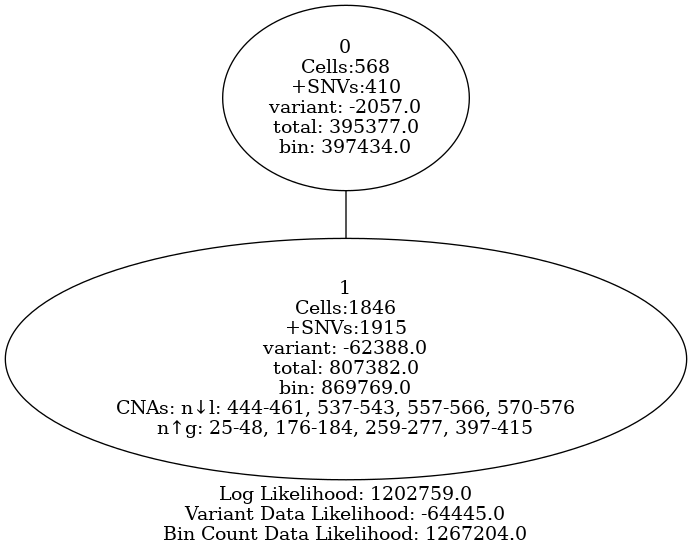 0
Cells:568
+SNVs:410
variant: -2057.0
total: 395377.0
bin: 397434.0
1
Cells:1846
+SNVs:1915
variant: -62388.0
total: 807382.0
bin: 869769.0
CNAs: n↓l: 444-461, 537-543, 557-566, 570-576
n↑g: 25-48, 176-184, 259-277, 397-415
Log Likelihood: 1202759.0
Variant Data Likelihood: -64445.0
Bin Count Data Likelihood: 1267204.0